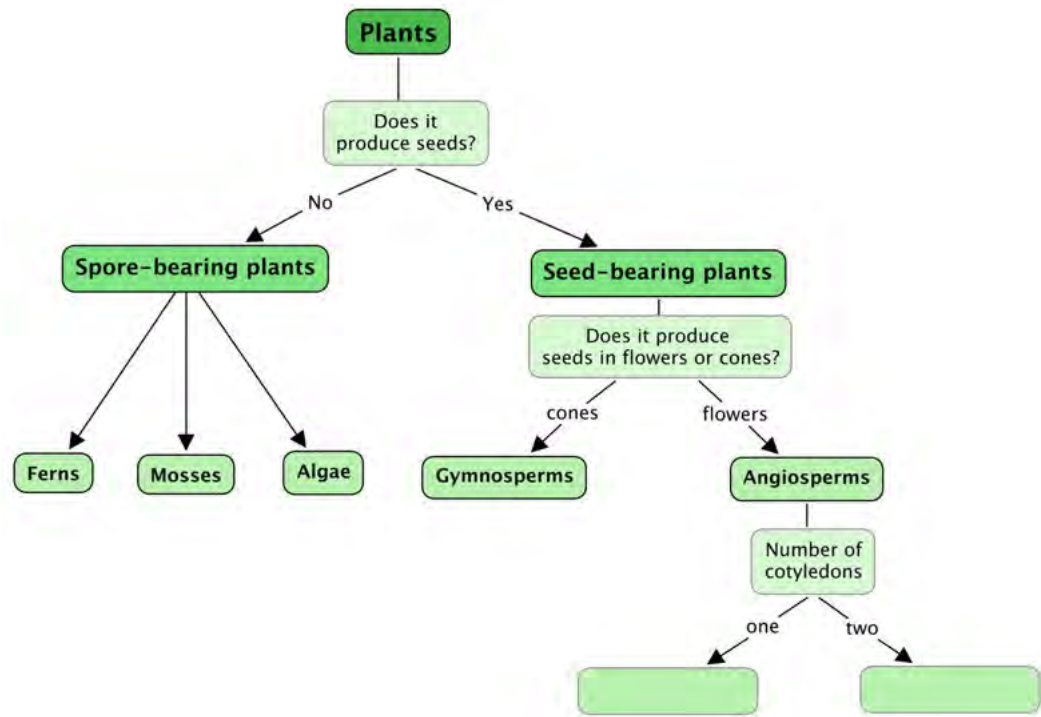 Plants
Does it
produce seeds?
No
Yes
Spore-bearing plants
Seed-bearing plants
Does it produce
seeds in flowers or cones?
cones
flowers
Ferns
Mosses
Algae
Gymnosperms
Angiosperms
Number of
cotyledons
one
two